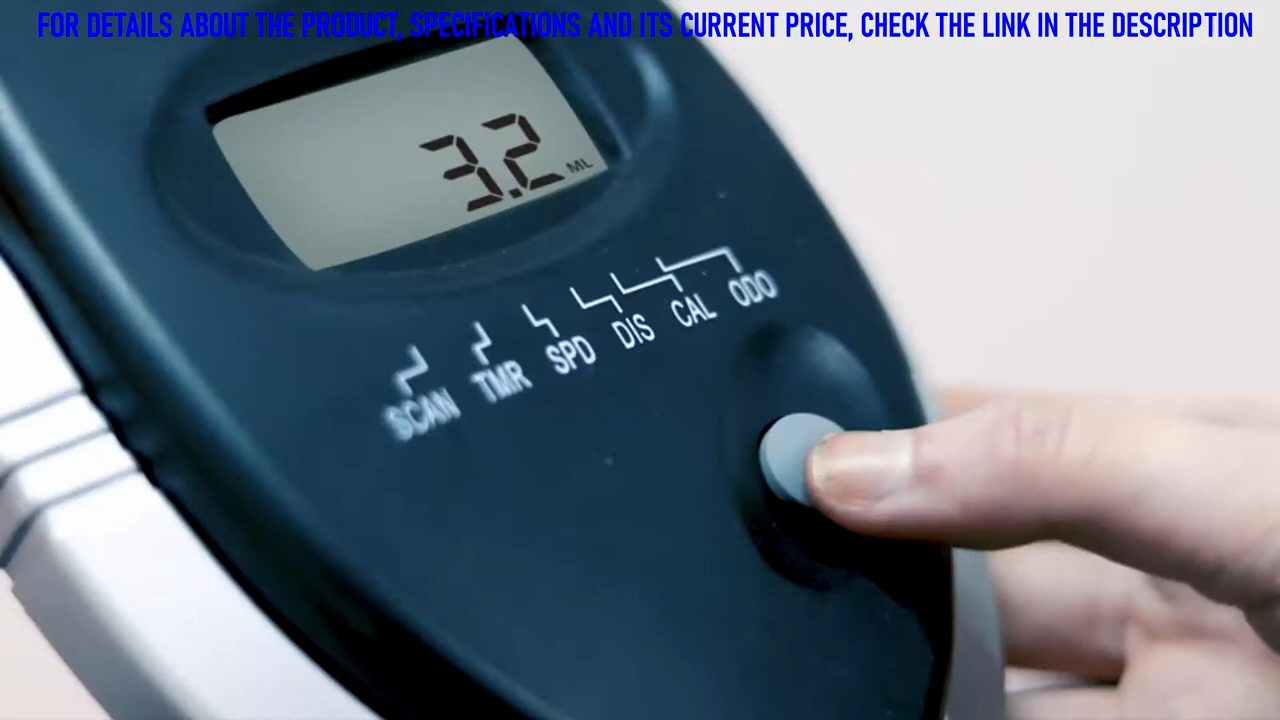 FOR DETAILS ABOUT THE PRODUCT, SPECIFICATIONS AND ITS CURRENT PRICE, CHECK THE LINK IN THE DESCRIPTION
3.2 ML
SCAN TMR SPD DIS CAL ODO